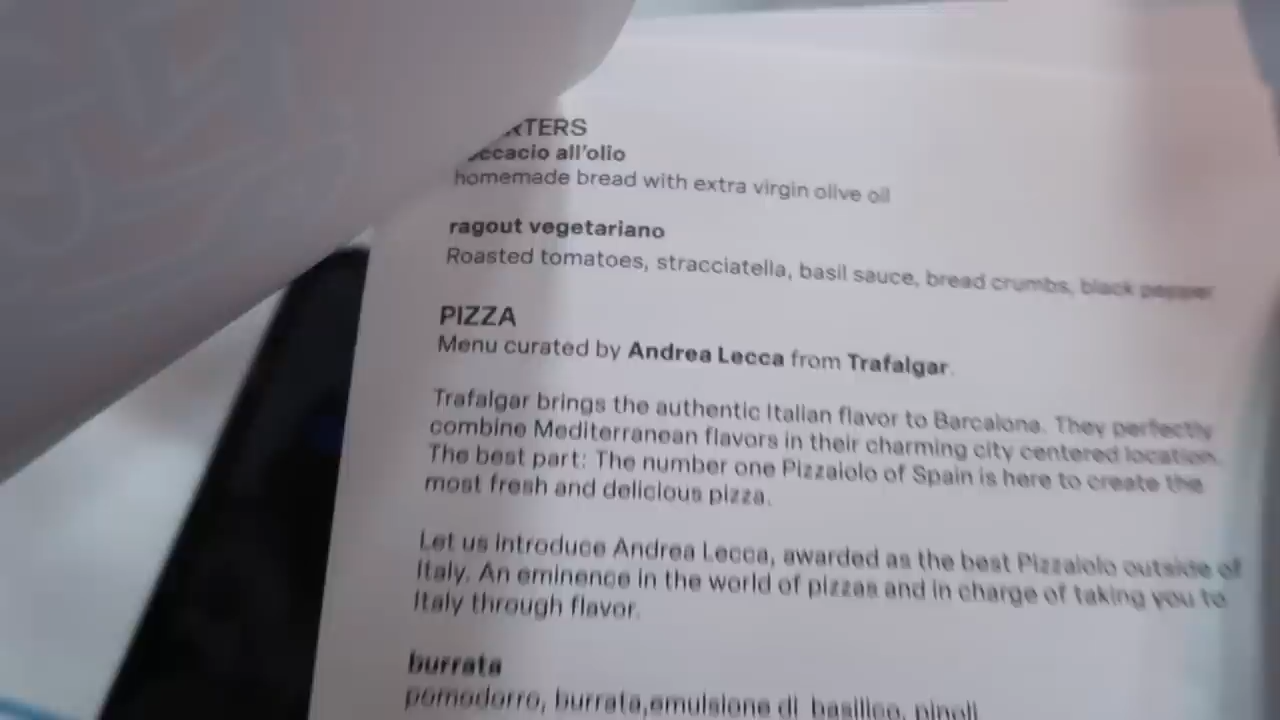 RTERS
ccacio all'olio
homemade bread with extra virgin olive oil
ragout vegetariano
Roasted tomatoes, stracciatella, basil sauce, bread crumbs, black pepper
PIZZA
Menu curated by Andrea Lecca from Trafalgar.
Trafalgar brings the authentic Italian flavor to Barcalona. They perfectly
combine Mediterranean flavors in their charming city centered location.
The best part: The number one Pizzaiolo of Spain is here to create the
most fresh and delicious pizza.
Let us introduce Andrea Lecca, awarded as the best Pizzaiolo outside of
Italy. An eminence in the world of pizzas and in charge of taking you to
Italy through flavor.
burrata
pomodorro, burrata,emulsione di basilico, pinoli